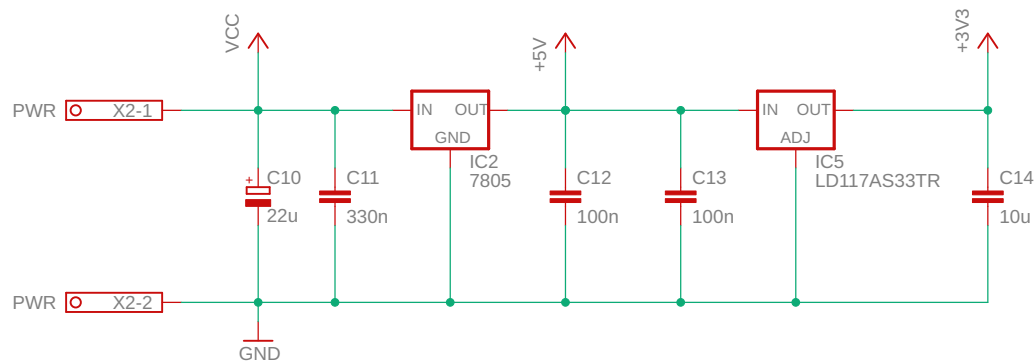 VCC
+5V
+3V3
PWR
X2-1
IN
OUT
GND
IC2
7805
IN
OUT
ADJ
IC5
LD117AS33TR
+
C10
22u
C11
330n
C12
100n
C13
100n
C14
10u
PWR
X2-2
GND